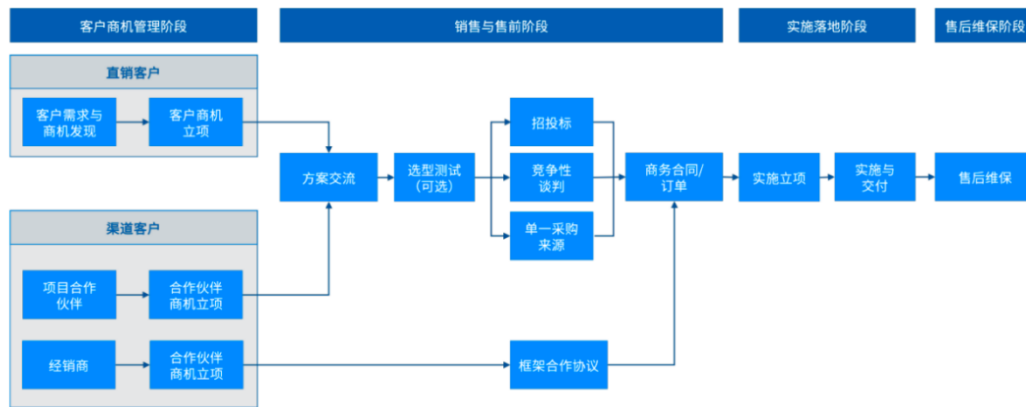 客户商机管理阶段
销售与售前阶段
实施落地阶段
售后维保阶段
直销客户
客户需求与
商机发现
客户商机
立项
方案交流
选型测试
（可选）
招投标
竞争性
谈判
单一采购
来源
商务合同/
订单
实施立项
实施与
交付
售后维保
渠道客户
项目合作
伙伴
合作伙伴
商机立项
经销商
合作伙伴
商机立项
框架合作协议